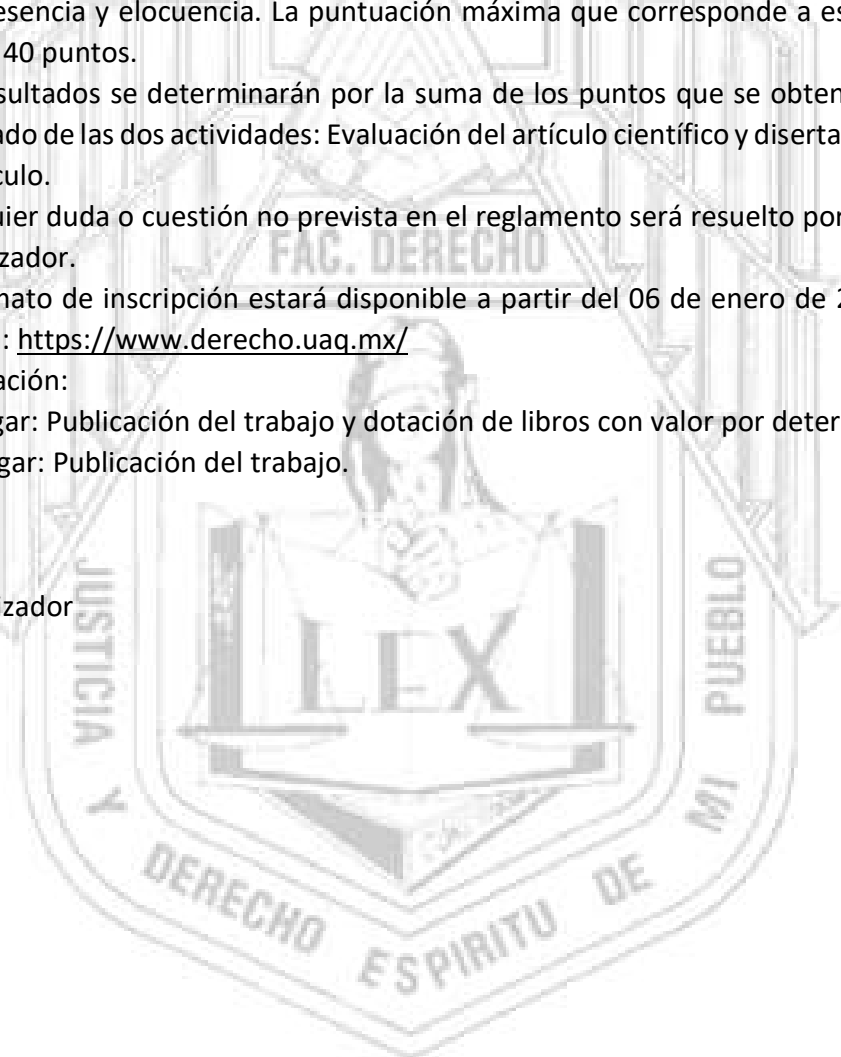 esencia y elocuencia. La puntuación máxima que corresponde a es
40 puntos.
sultados se determinarán por la suma de los puntos que se obten
ado de las dos actividades: Evaluación del artículo científico y diserta
culo.
uier duda o cuestión no prevista en el reglamento será resuelto por
zador.
nato de inscripción estará disponible a partir del 06 de enero de 2
: https://www.derecho.uaq.mx/
ación:
gar: Publicación del trabajo y dotación de libros con valor por deter
gar: Publicación del trabajo.
izador
FAC. DERECHO
LEX
JUSTICIA Y DERECHO ESPIRITU DE MI PUEBLO